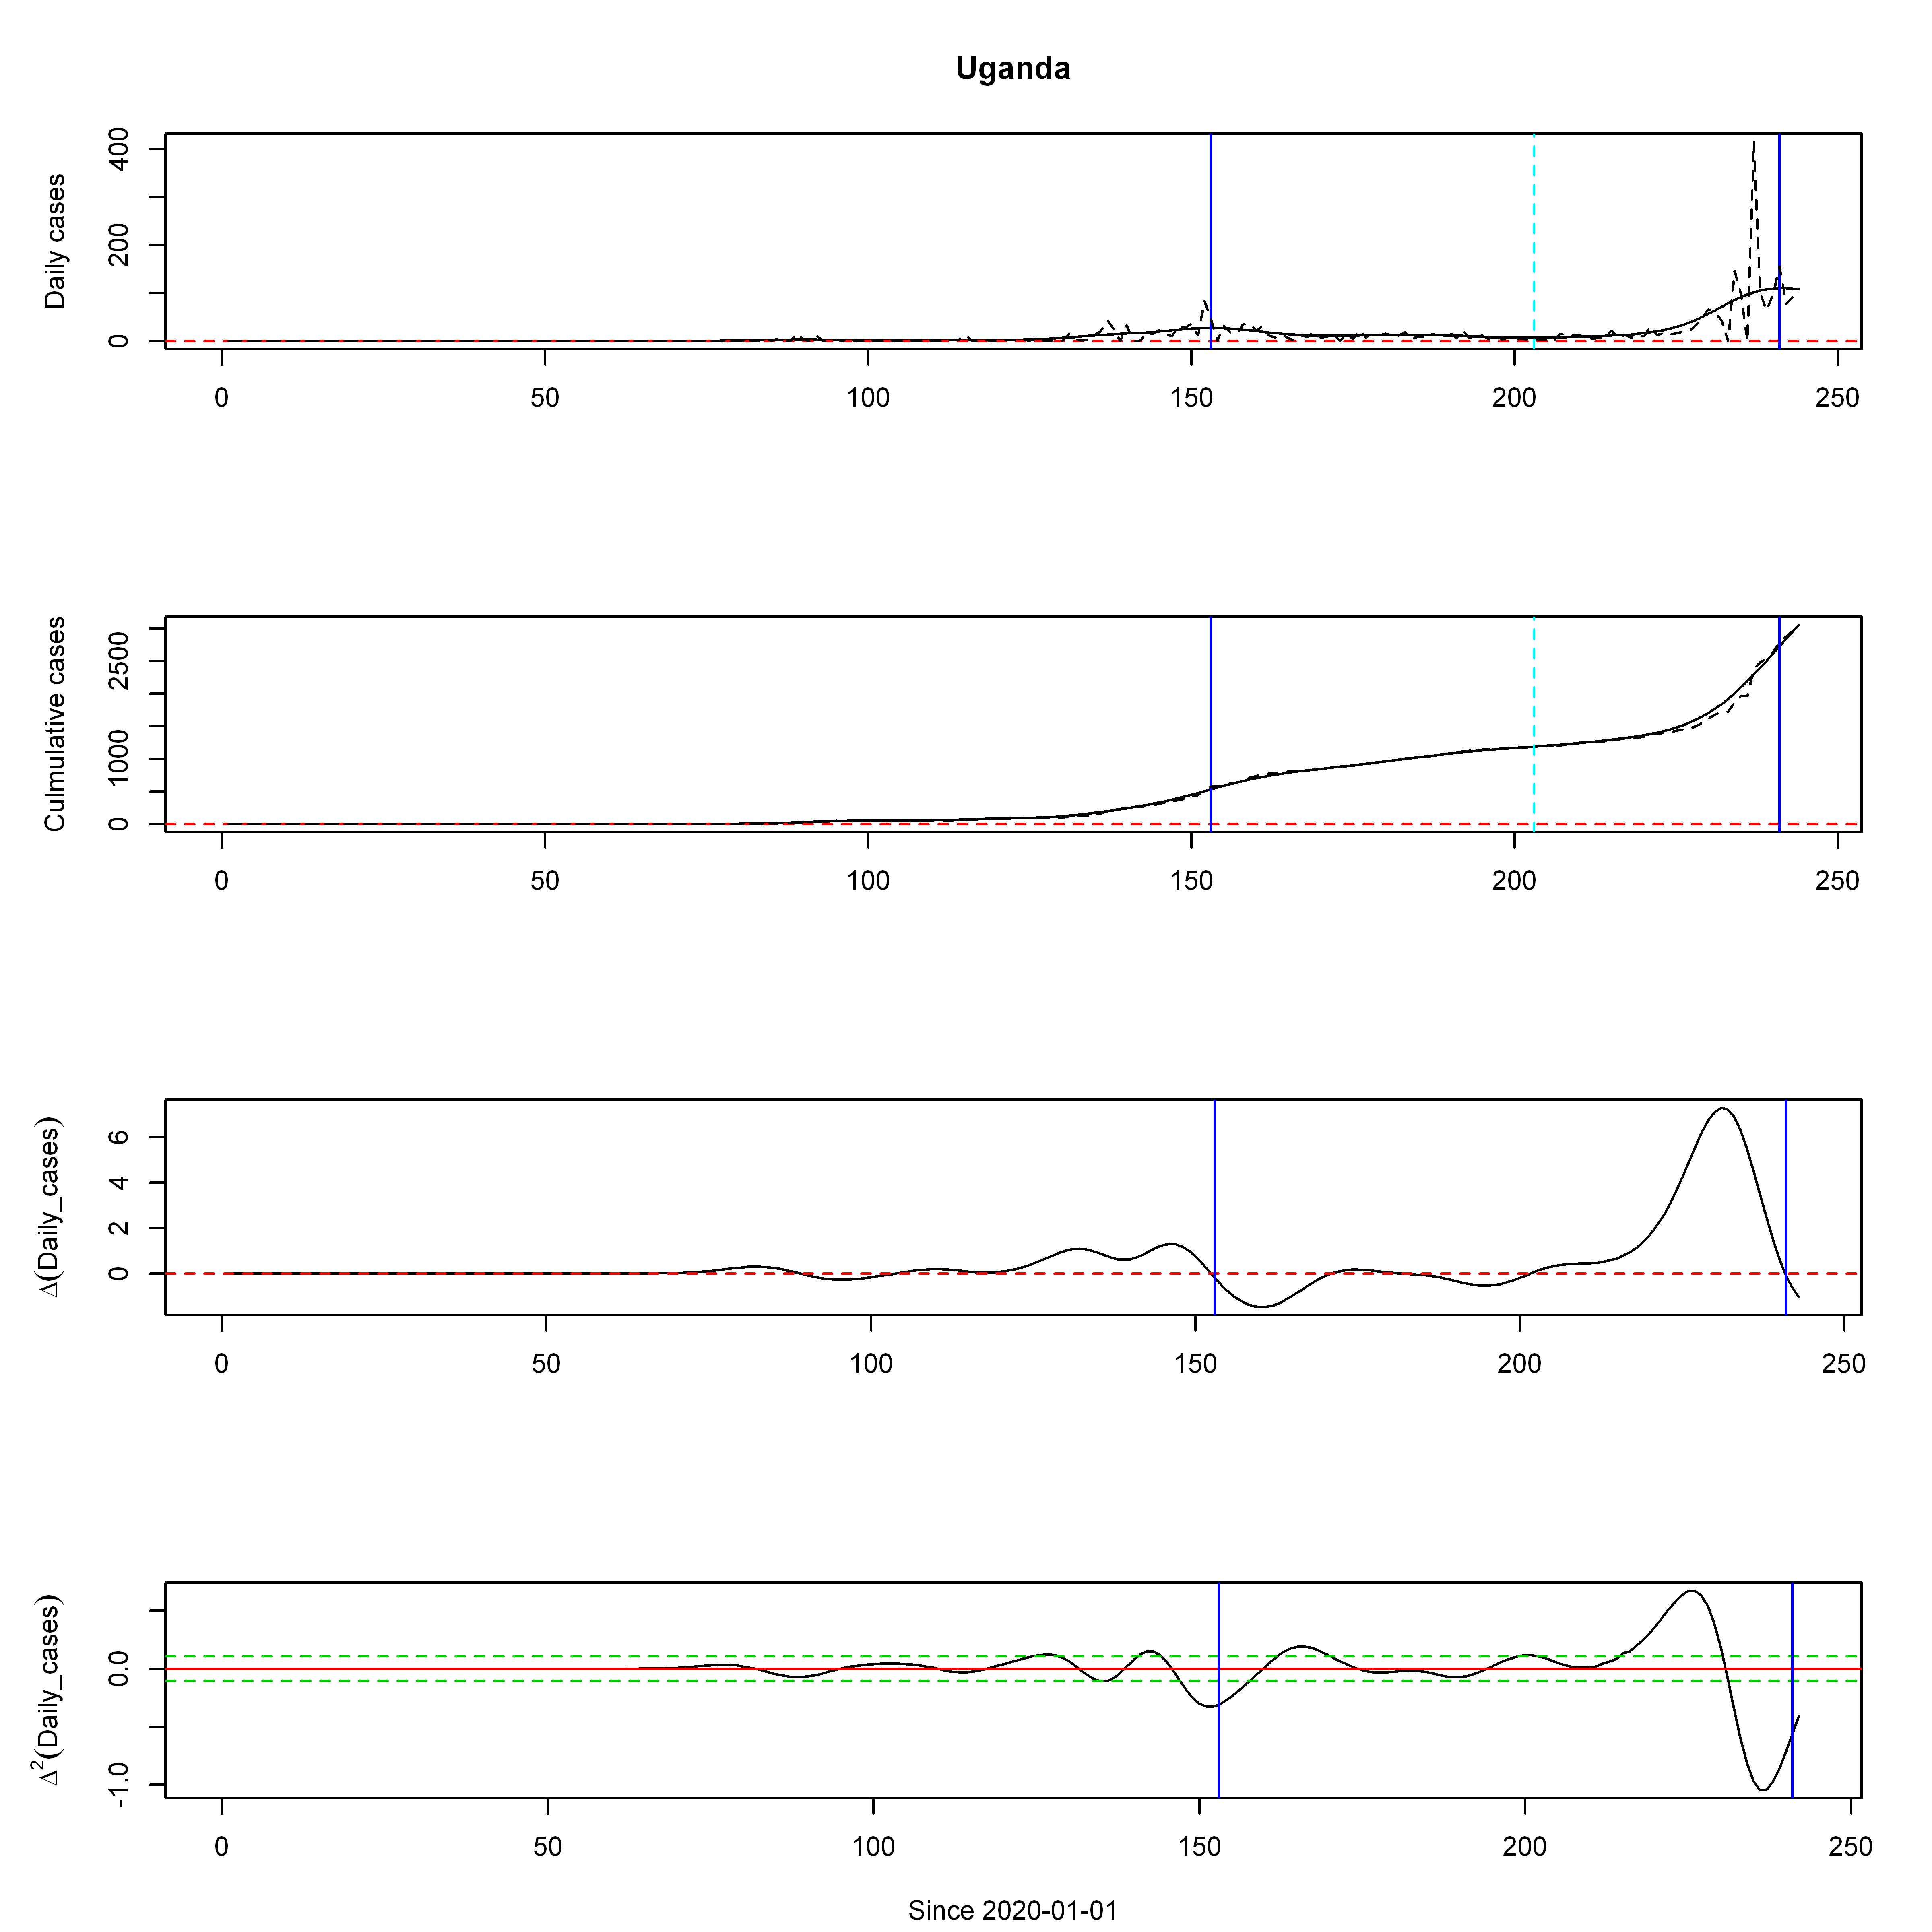 Uganda
Daily cases
0 200 400
0 50 100 150 200 250
Culmulative cases
0 1000 2500
0 50 100 150 200 250
Δ(Daily_cases)
0 2 4 6
0 50 100 150 200 250
Δ²(Daily_cases)
-1.0 0.0
0 50 100 150 200 250
Since 2020-01-01